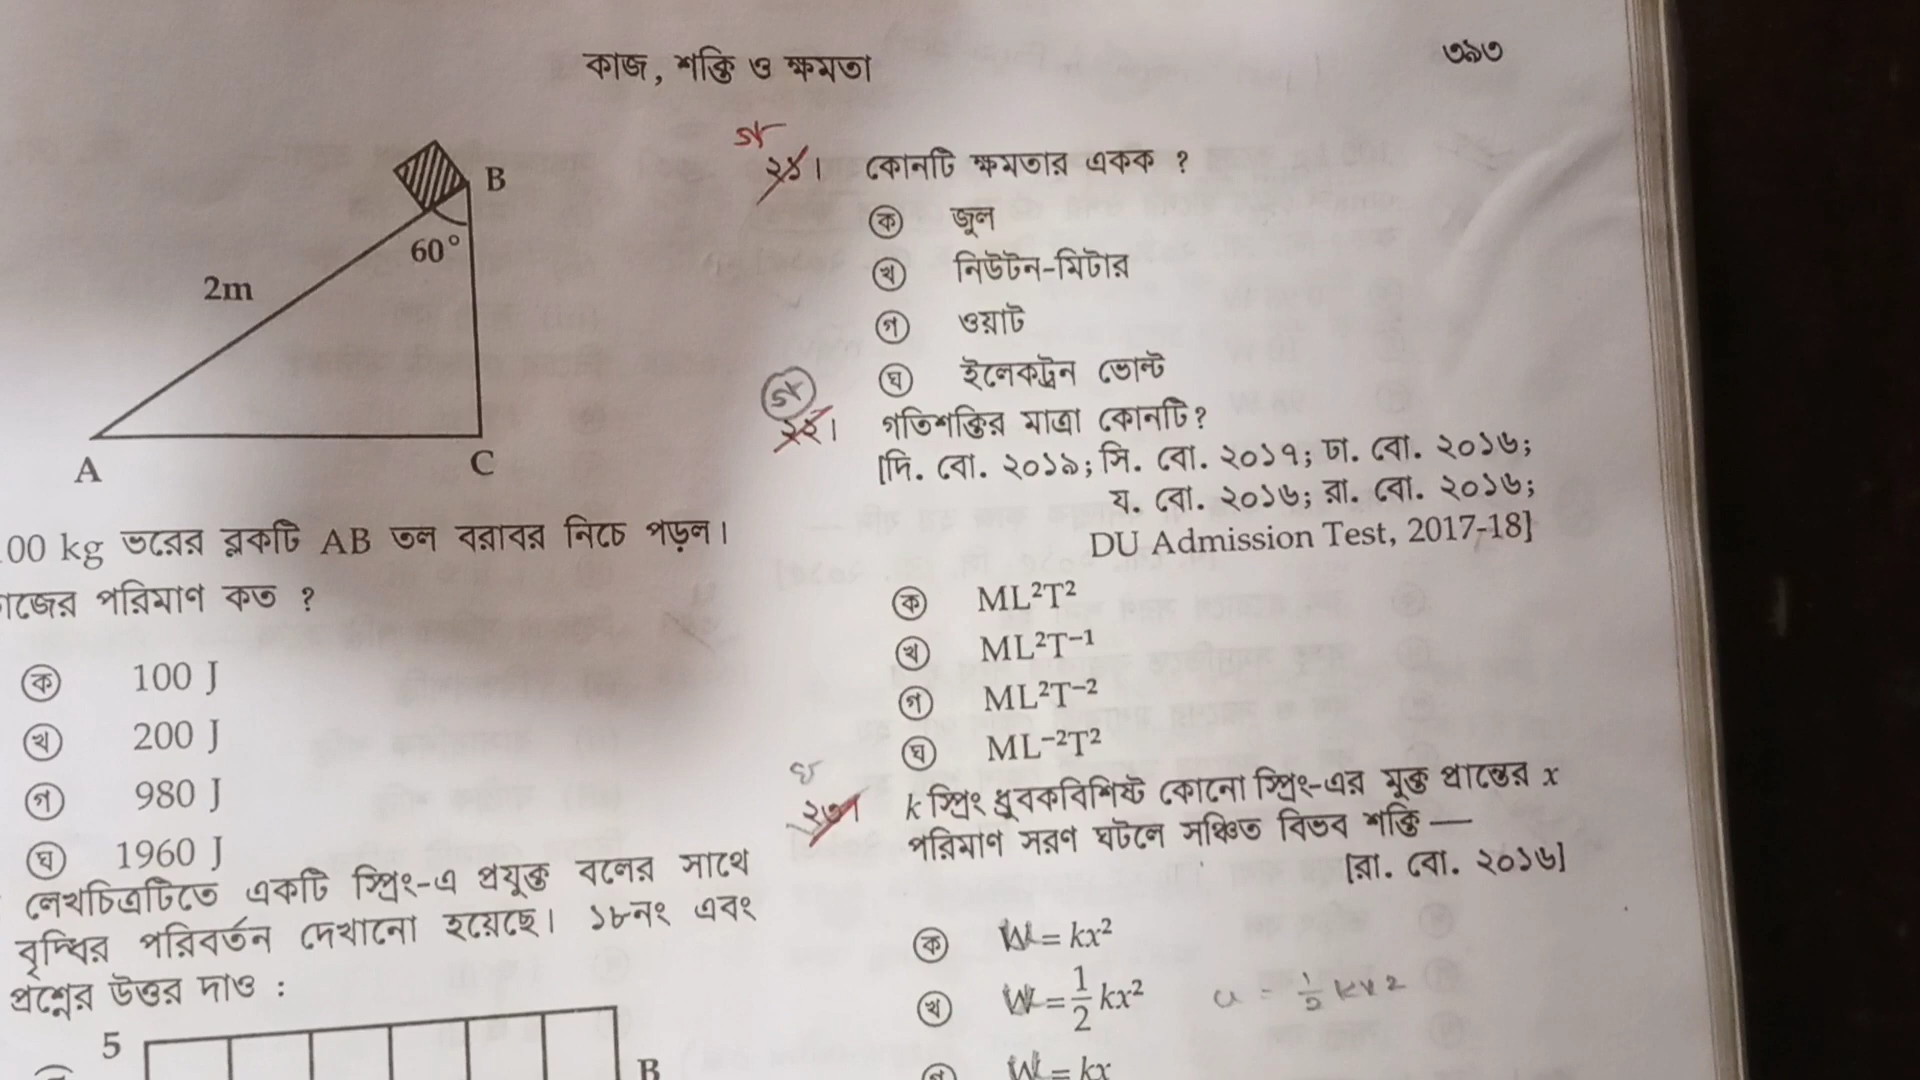 কাজ, শক্তি ও ক্ষমতা
৩৯৩
B
60°
2m
A
C
00 kg ভরের ব্লকটি AB তল বরাবর নিচে পড়ল।
পরিমাণ কত ?
ক 100 J
খ 200 J
গ 980 J
ঘ 1960 J
লেখচিত্রটিতে একটি স্প্রিং-এ প্রযুক্ত বলের সাথে
বৃদ্ধির পরিবর্তন দেখানো হয়েছে। ১৮নং এবং
প্রশ্নের উত্তর দাও :
5
B
গ
২১। কোনটি ক্ষমতার একক ?
ক জুল
খ নিউটন-মিটার
গ ওয়াট
ঘ ইলেকট্রন ভোল্ট
গ
২২। গতিশক্তির মাত্রা কোনটি?
[দি. বো. ২০১৯; সি. বো. ২০১৭; ঢা. বো. ২০১৬;
য. বো. ২০১৬; রা. বো. ২০১৬;
DU Admission Test, 2017-18]
ক ML²T²
খ ML²T⁻¹
গ ML²T⁻²
ঘ ML⁻²T²
২৩। k স্প্রিং ধ্রুবকবিশিষ্ট কোনো স্প্রিং-এর মুক্ত প্রান্তের x
পরিমাণ সরণ ঘটলে সঞ্চিত বিভব শক্তি —
[রা. বো. ২০১৬]
ক W = kx²
খ W = 1/2 kx² u = 1/2 kx2
গ W = kx